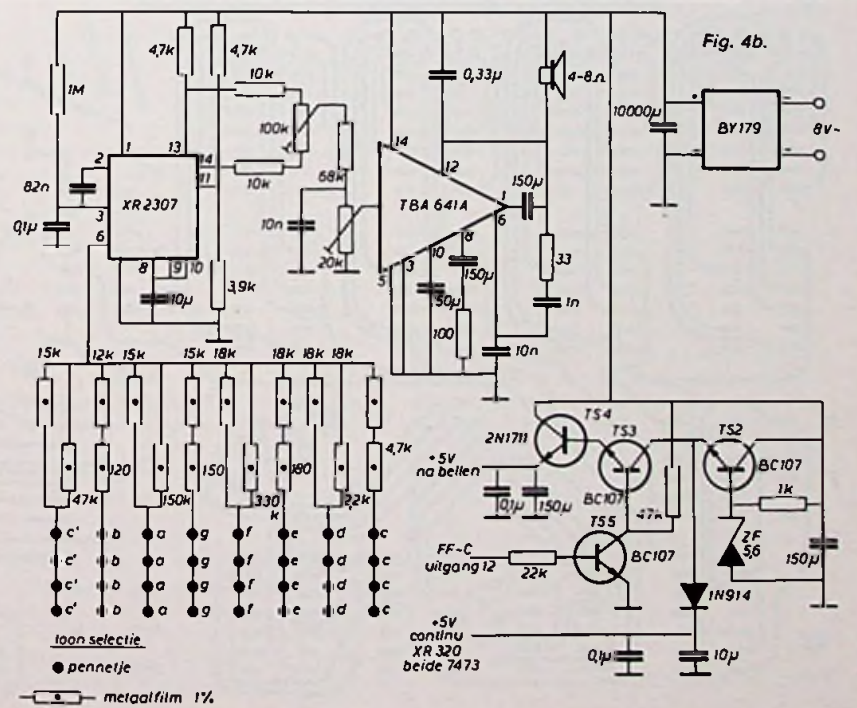 Fig. 4b.
4,7k
4,7k
1M
10k
0,33µ
4-8Ω
100k
10000µ
BY179
8V~
1
13
14
2
14
11
12
82n
10k
68k
XR2307
TBA 641A
150µ
1
6
0,1µ
3
10n
8
10
6
20k
150µ
33
8
9
10
5
3
50µ
10µ
3,9k
100
1n
10n
15k
12k
15k
15k
18k
18k
18k
18k
TS4
TS3
TS2
2N1711
+5V
na bellen
BC107
BC107
4,7k
120
150
180
1k
47k
150k
330
k
2,2k
0,1µ
150µ
47k
ZF
5,6
TS5
150µ
c' b a g f e d c
FF-C
uitgang 12
22k
BC107
c' b a g f e d c
1N914
c' b a g f e d c
+5V
continu
XR 320
beide 7473
c' b a g f e d c
0,1µ
10µ
toon selectie
pennetje
metaalfilm 1%